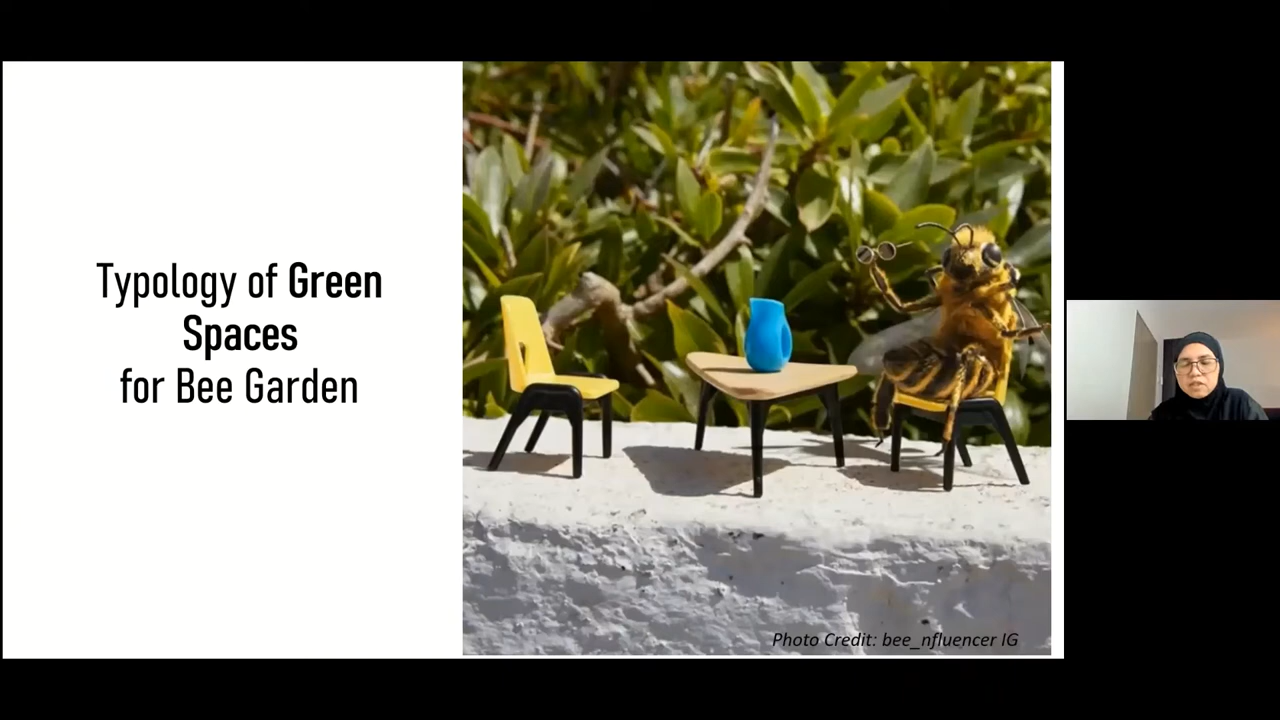 Typology of Green
Spaces
for Bee Garden
Photo Credit: bee_nfluencer IG